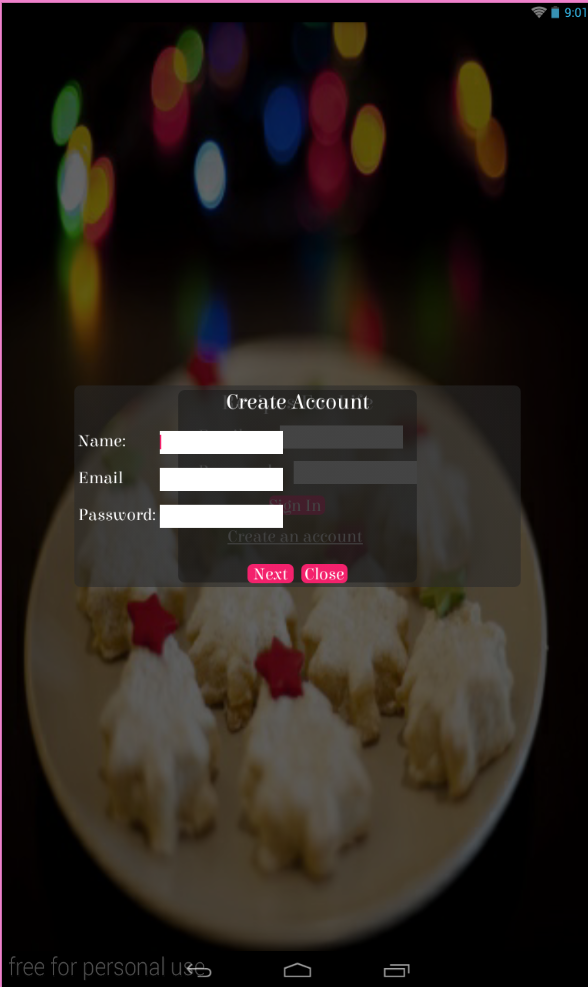 9:01
Create Account
Name:
Email
Password:
Sign In
Create an account
Next Close
free for personal use